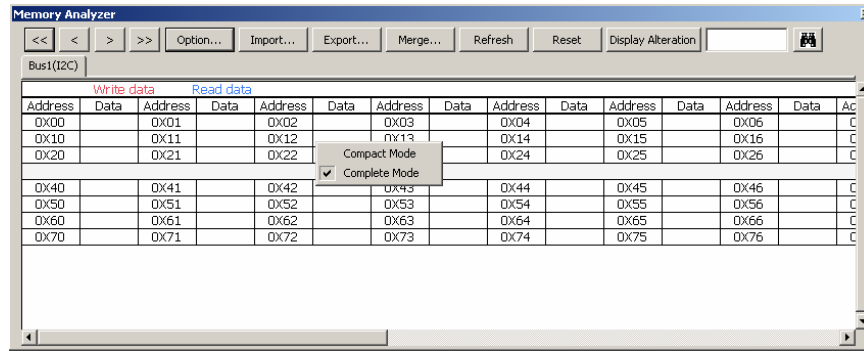 Memory Analyzer
<< < > >> Option... Import... Export... Merge... Refresh Reset Display Alteration
Bus1(I2C)
Write data Read data
Address Data Address Data Address Data Address Data Address Data Address Data Address Data
0X00 0X01 0X02 0X03 0X04 0X05 0X06
0X10 0X11 0X12 0X13 0X14 0X15 0X16
Compact Mode
0X20 0X21 0X22 0X24 0X25 0X26
Complete Mode
0X40 0X41 0X42 0X43 0X44 0X45 0X46
0X50 0X51 0X52 0X53 0X54 0X55 0X56
0X60 0X61 0X62 0X63 0X64 0X65 0X66
0X70 0X71 0X72 0X73 0X74 0X75 0X76